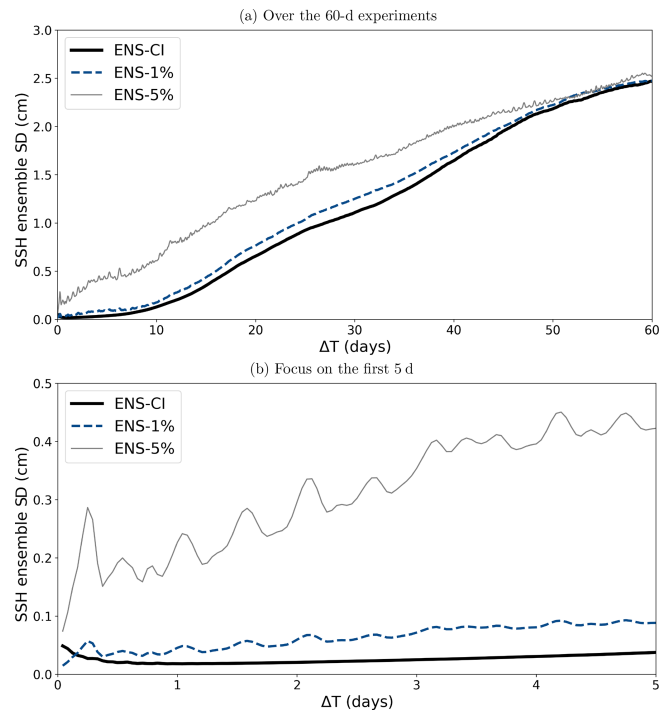 (a) Over the 60-d experiments
3.0
2.5
2.0
1.5
1.0
0.5
0.0
SSH ensemble SD (cm)
ENS-CI
ENS-1%
ENS-5%
0 10 20 30 40 50 60
ΔT (days)
(b) Focus on the first 5 d
0.5
0.4
0.3
0.2
0.1
0.0
SSH ensemble SD (cm)
ENS-CI
ENS-1%
ENS-5%
0 1 2 3 4 5
ΔT (days)